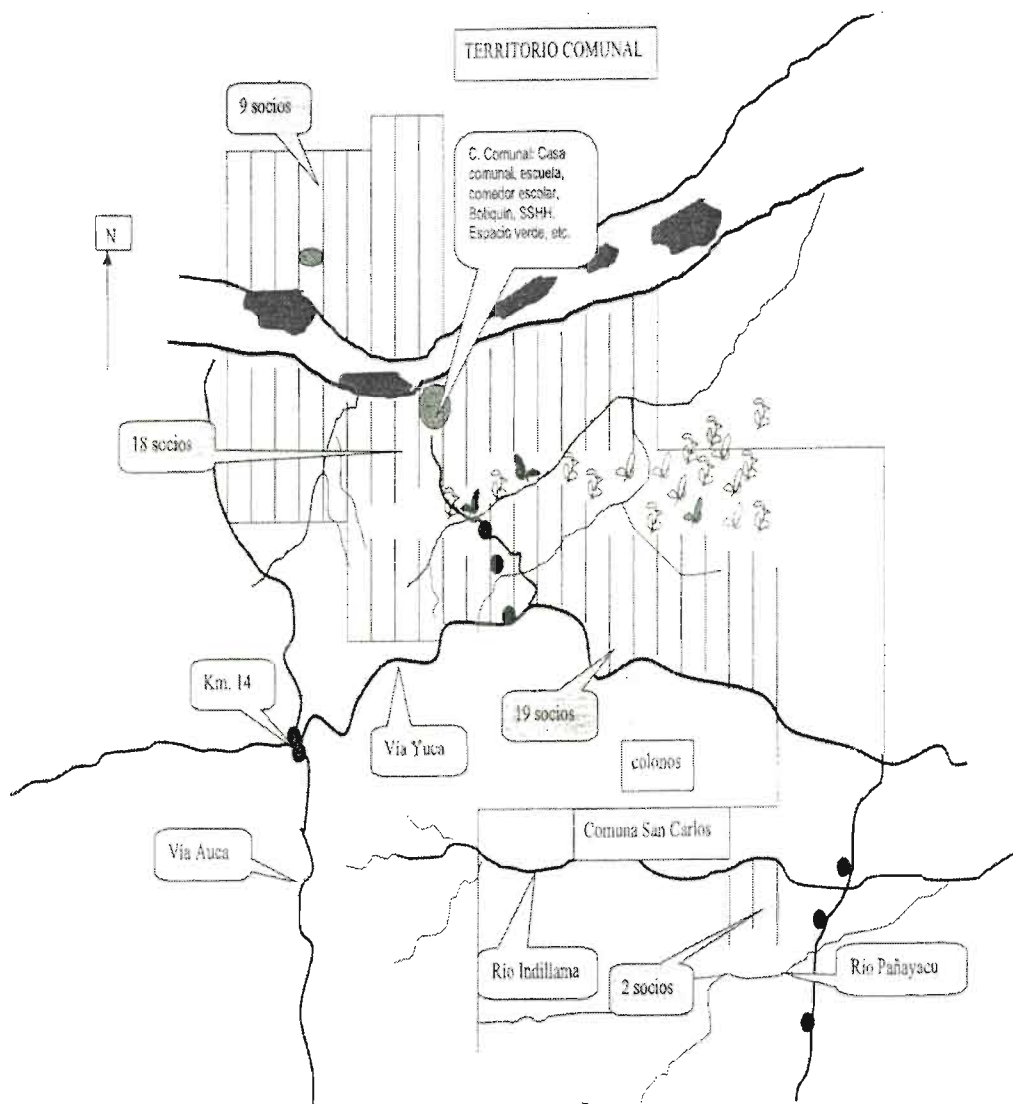 TERRITORIO COMUNAL
9 socios
C. Comunal: Casa
comunal, escuela,
comedor escolar,
Botiquín, SSHH.
Espacio verde, etc.
N
18 socios
Km. 14
Vía Yuca
19 socios
colonos
Comuna San Carlos
Vía Auca
Río Indillama
2 socios
Río Pañayacu